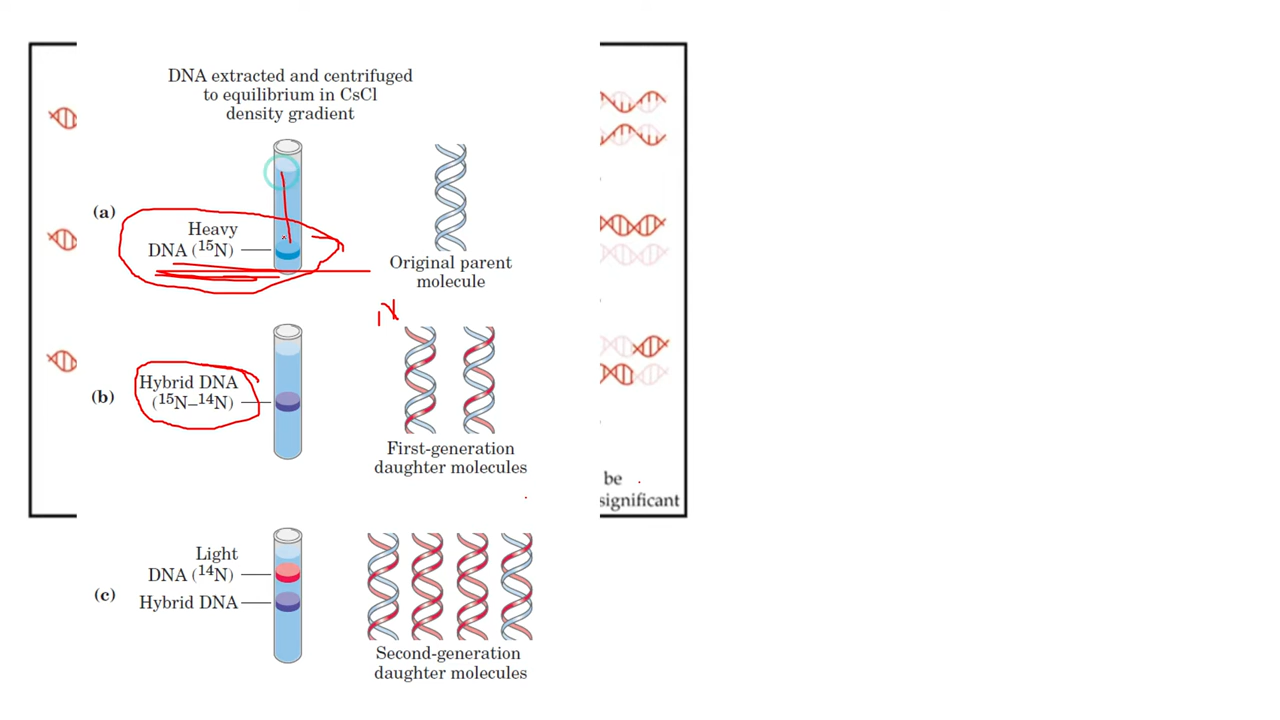 DNA extracted and centrifuged
to equilibrium in CsCl
density gradient
(a)
Heavy
DNA (¹⁵N)
Original parent
molecule
(b)
Hybrid DNA
(¹⁵N–¹⁴N)
First-generation
daughter molecules
be
significant
(c)
Light
DNA (¹⁴N)
Hybrid DNA
Second-generation
daughter molecules